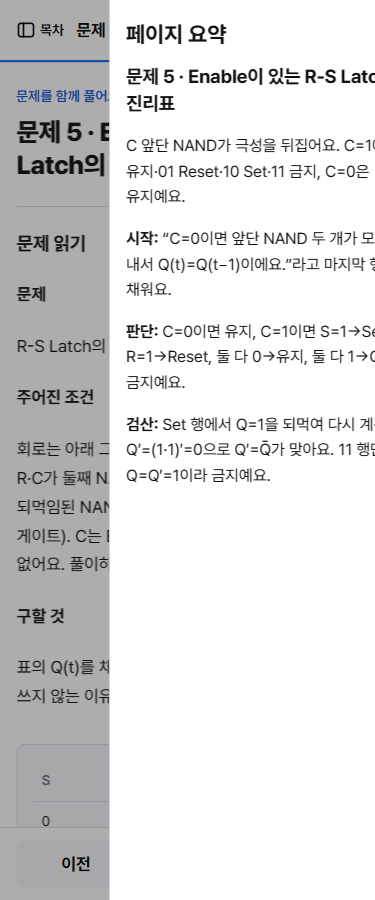 목차 문제
문제를 함께 풀어
문제 5 · E
Latch의
문제 읽기
문제
R-S Latch의
주어진 조건
회로는 아래 그
R·C가 둘째 N
되먹임된 NAN
게이트). C는 E
없어요. 풀이하
구할 것
표의 Q(t)를 채
쓰지 않는 이유
S
0
이전
페이지 요약
문제 5 · Enable이 있는 R-S Latc
진리표
C 앞단 NAND가 극성을 뒤집어요. C=1이
유지·01 Reset·10 Set·11 금지, C=0은
유지예요.
시작: “C=0이면 앞단 NAND 두 개가 모
내서 Q(t)=Q(t−1)이에요.”라고 마지막 행
채워요.
판단: C=0이면 유지, C=1이면 S=1→Se
R=1→Reset, 둘 다 0→유지, 둘 다 1→
금지예요.
검산: Set 행에서 Q=1을 되먹여 다시 계
Q′=(1·1)′=0으로 Q′=Q̄가 맞아요. 11 행
Q=Q′=1이라 금지예요.